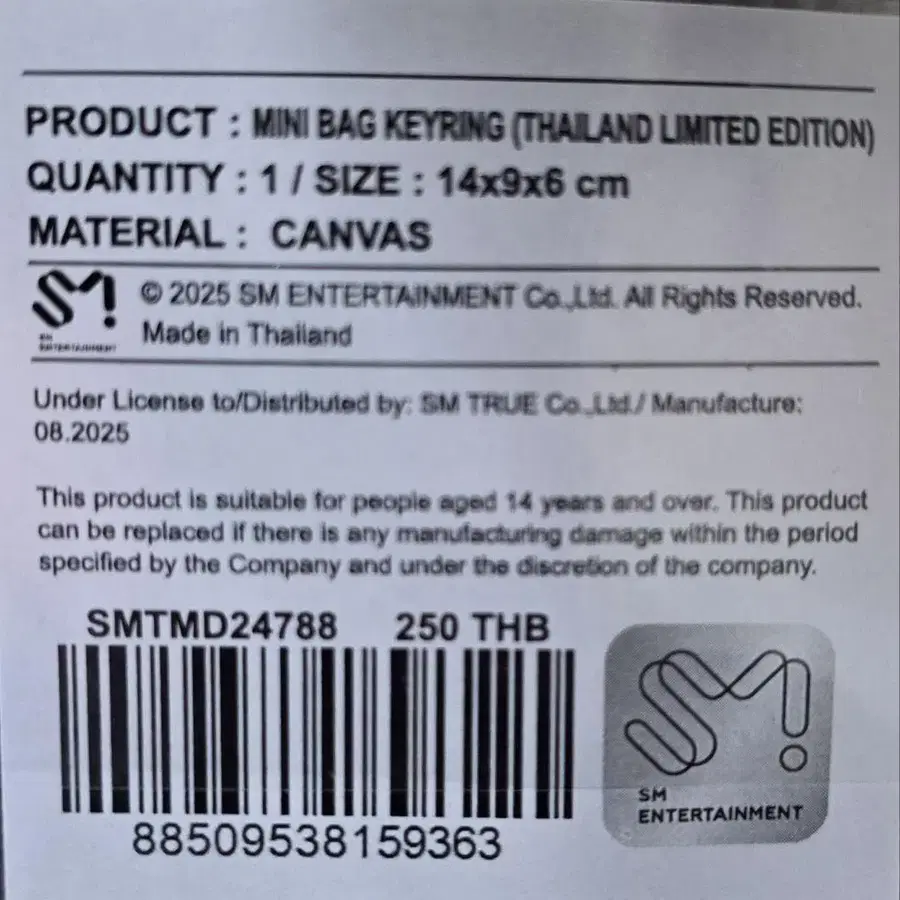 PRODUCT : MINI BAG KEYRING (THAILAND LIMITED EDITION)
QUANTITY : 1 / SIZE : 14x9x6 cm
MATERIAL : CANVAS
SM
ENTERTAINMENT
© 2025 SM ENTERTAINMENT Co.,Ltd. All Rights Reserved.
Made in Thailand
Under License to/Distributed by: SM TRUE Co.,Ltd./ Manufacture:
08.2025
This product is suitable for people aged 14 years and over. This product
can be replaced if there is any manufacturing damage within the period
specified by the Company and under the discretion of the company.
SMTMD24788 250 THB
88509538159363
SM
ENTERTAINMENT